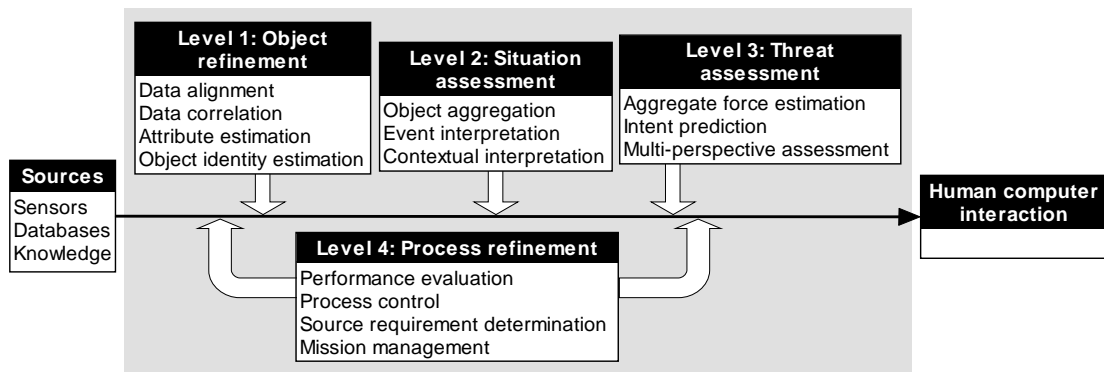 Level 1: Object
refinement
Data alignment
Data correlation
Attribute estimation
Object identity estimation
Level 2: Situation
assessment
Object aggregation
Event interpretation
Contextual interpretation
Level 3: Threat
assessment
Aggregate force estimation
Intent prediction
Multi-perspective assessment
Sources
Sensors
Databases
Knowledge
Human computer
interaction
Level 4: Process refinement
Performance evaluation
Process control
Source requirement determination
Mission management